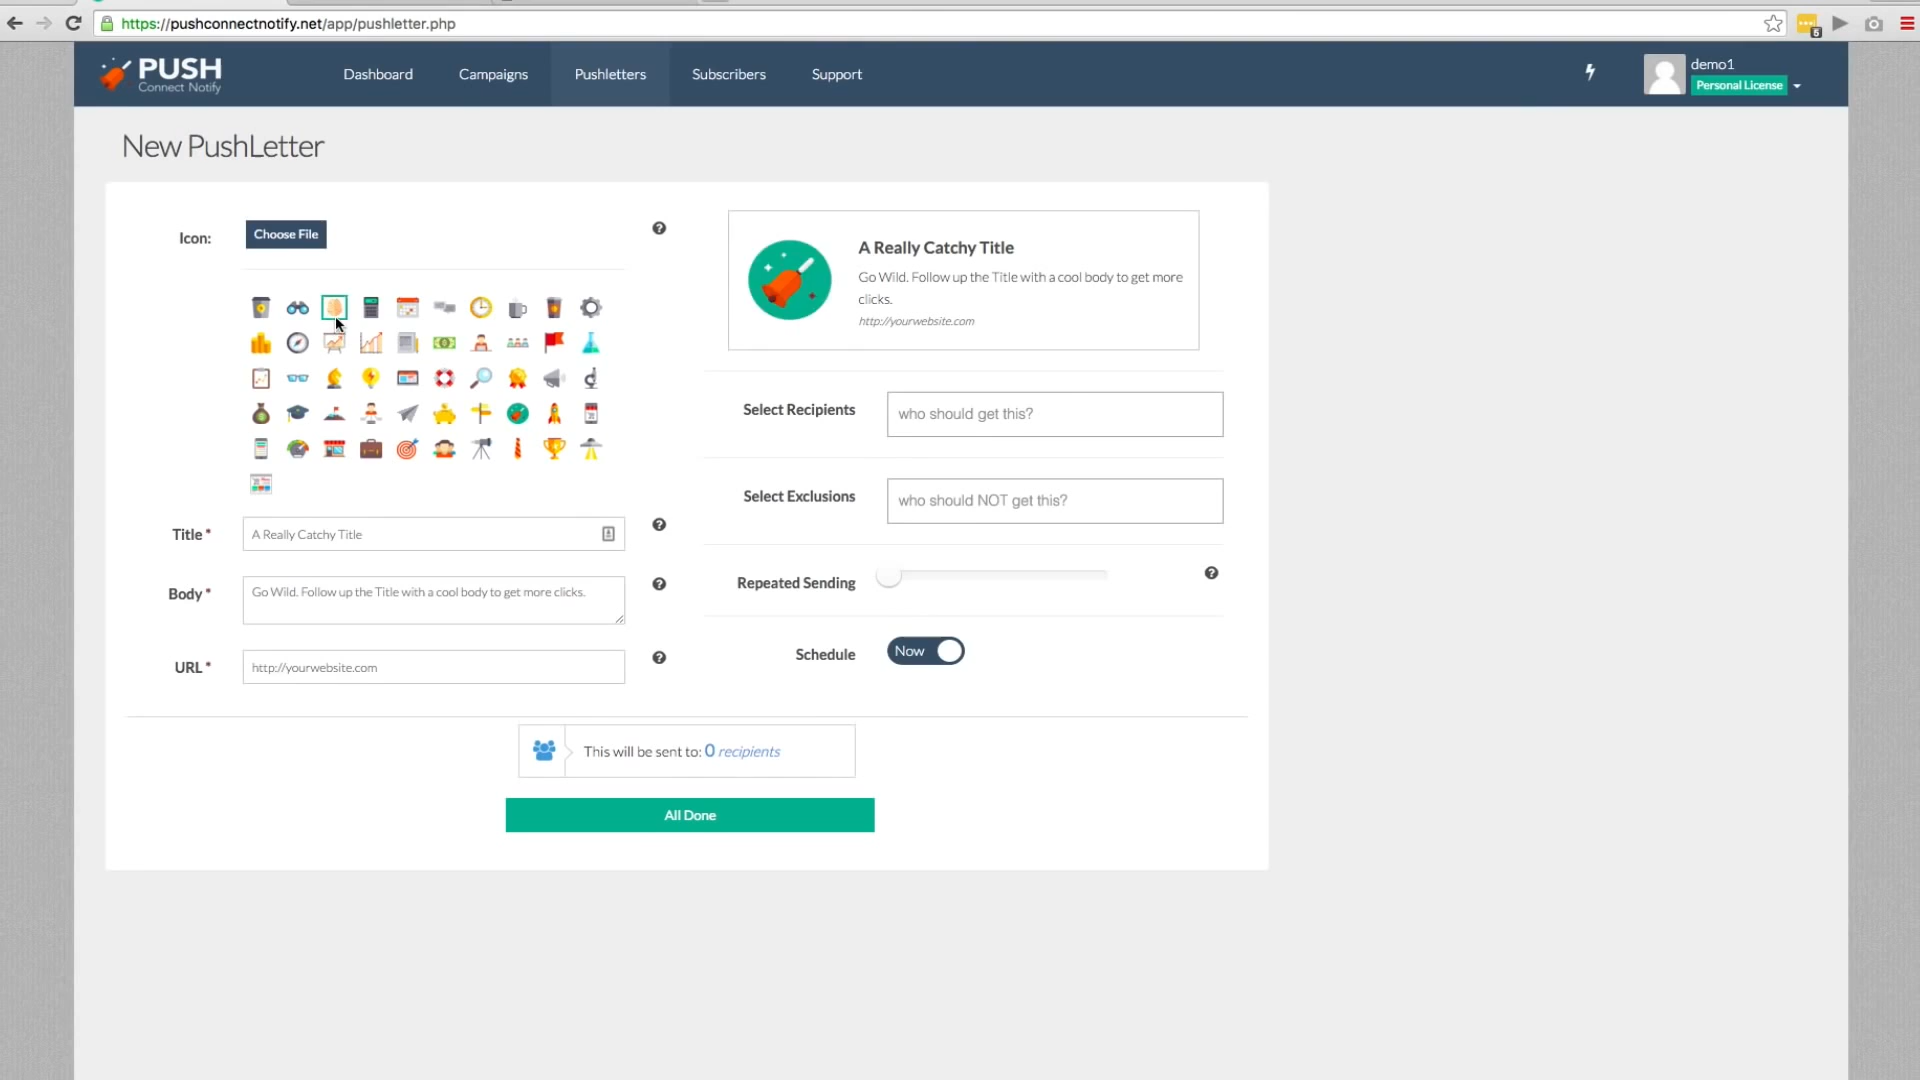 https://pushconnectnotify.net/app/pushletter.php
5
PUSH
Connect Notify
Dashboard
Campaigns
Pushletters
Subscribers
Support
demo1
Personal License
New PushLetter
Icon:
Choose File
?
A Really Catchy Title
Go Wild. Follow up the Title with a cool body to get more
clicks.
http://yourwebsite.com
Select Recipients
who should get this?
Select Exclusions
who should NOT get this?
Title *
A Really Catchy Title
?
Body *
Go Wild. Follow up the Title with a cool body to get more clicks.
?
Repeated Sending
?
URL *
http://yourwebsite.com
?
Schedule
Now
This will be sent to: 0 recipients
All Done